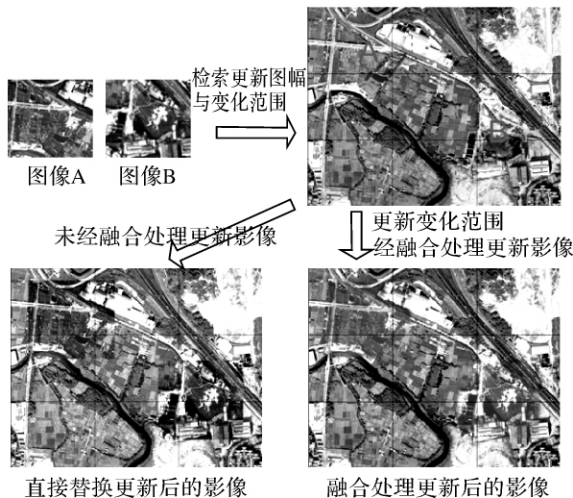 检索更新图幅
与变化范围
图像A
图像B
未经融合处理更新影像
更新变化范围
经融合处理更新影像
直接替换更新后的影像
融合处理更新后的影像